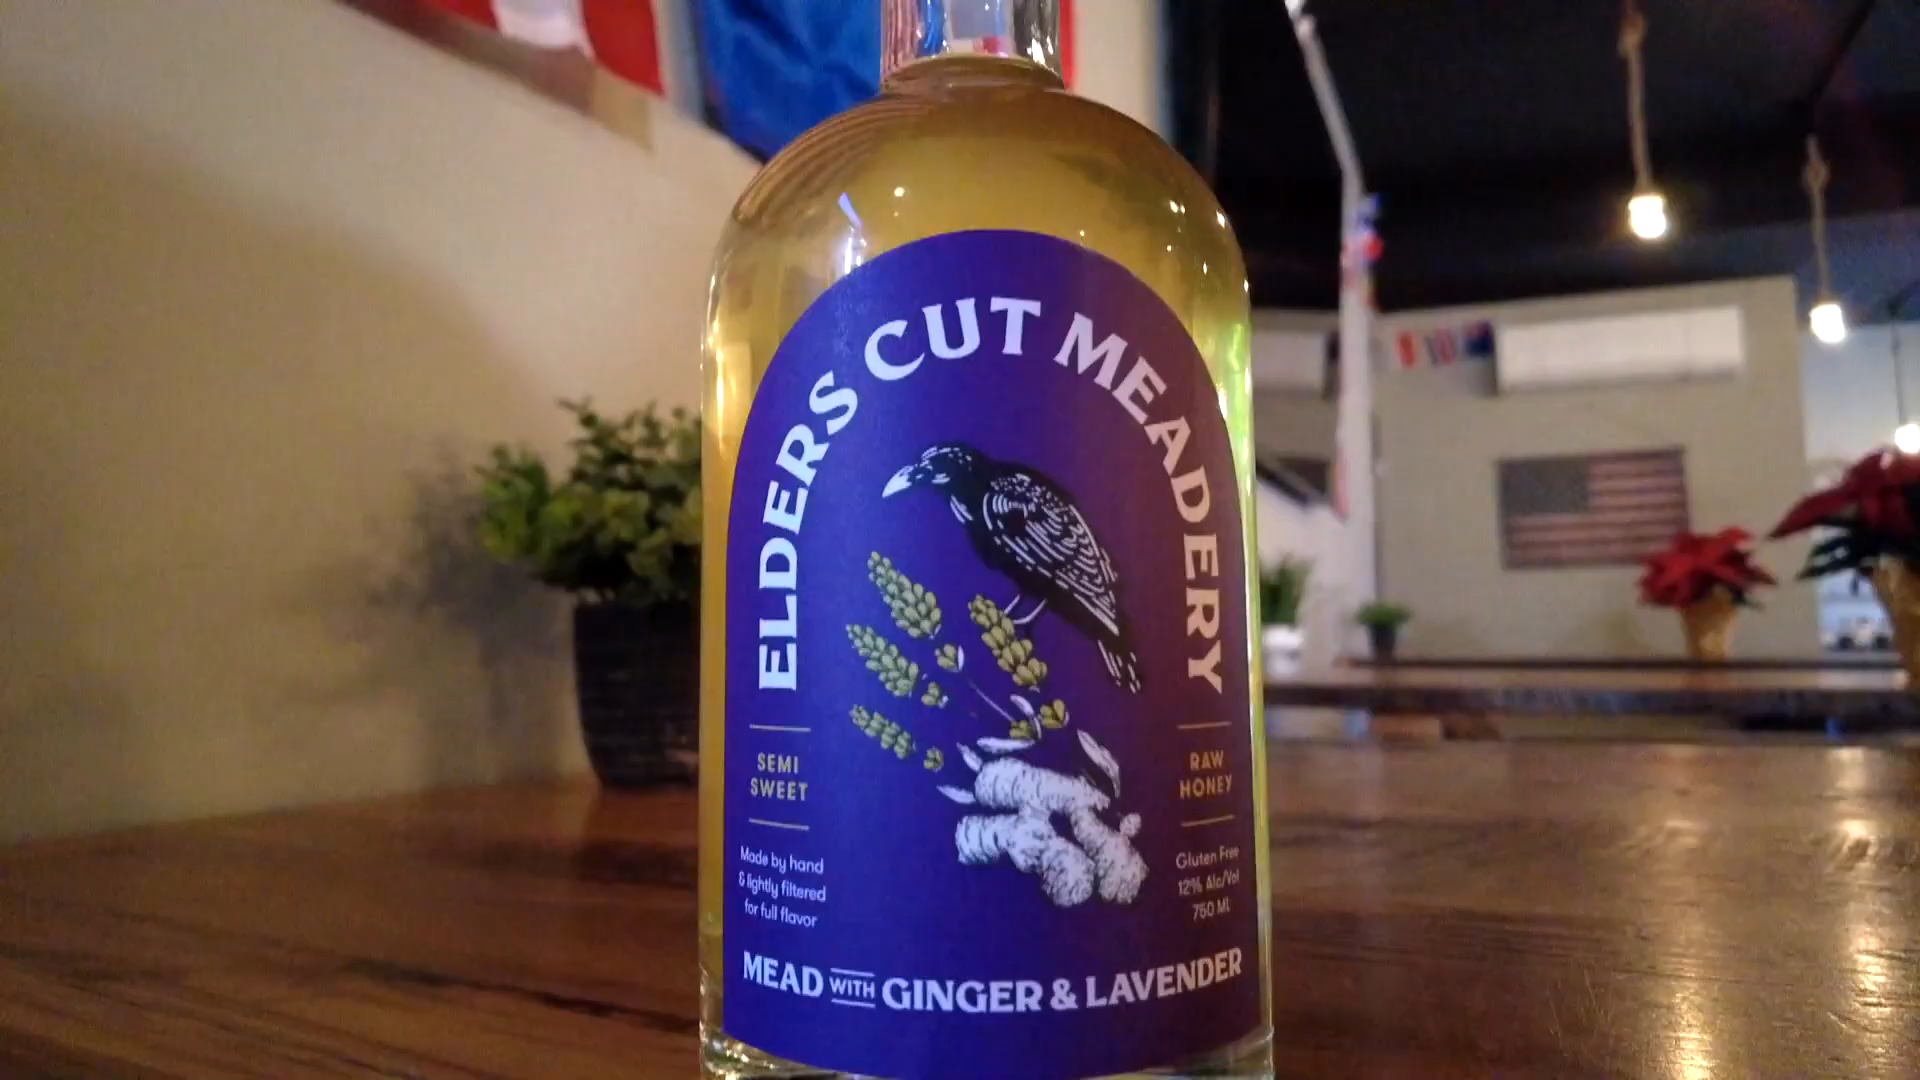 ELDERS CUT MEADERY
SEMI
SWEET
RAW
HONEY
Made by hand
& lightly filtered
for full flavor
Gluten Free
12% Alc/Vol
750 ML
MEAD WITH GINGER & LAVENDER